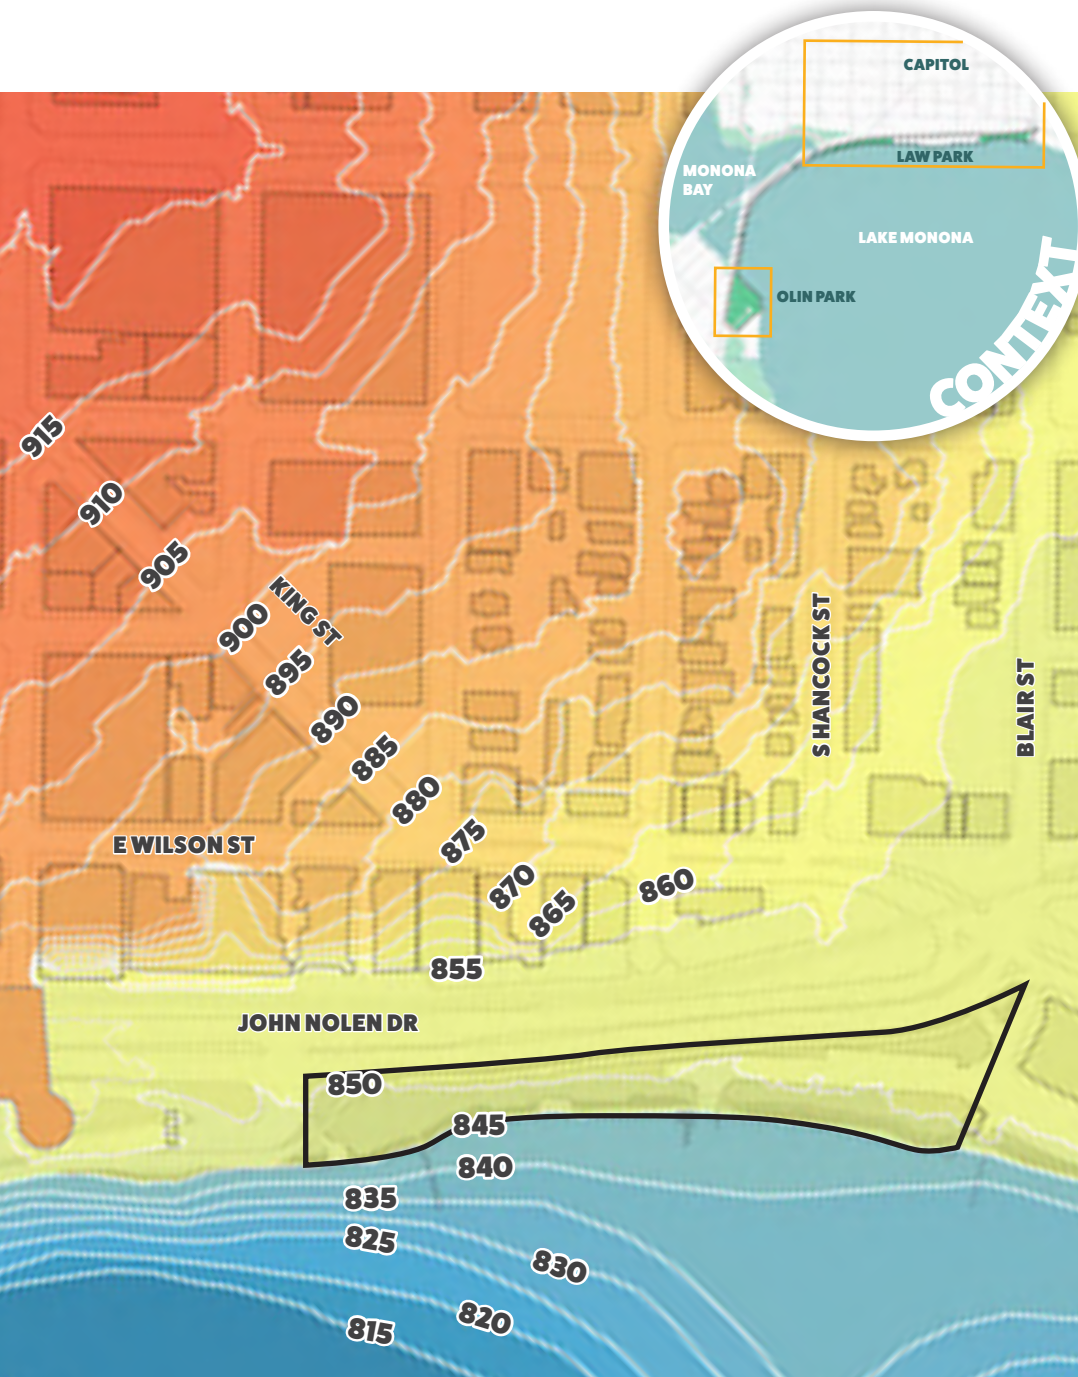 CAPITOL
LAW PARK
MONONA
BAY
LAKE MONONA
OLIN PARK
CONTEXT
915
910
905
KING ST
900
895
890
885
880
875
870
865
860
855
S HANCOCK ST
BLAIR ST
E WILSON ST
JOHN NOLEN DR
850
845
840
835
825
830
820
815